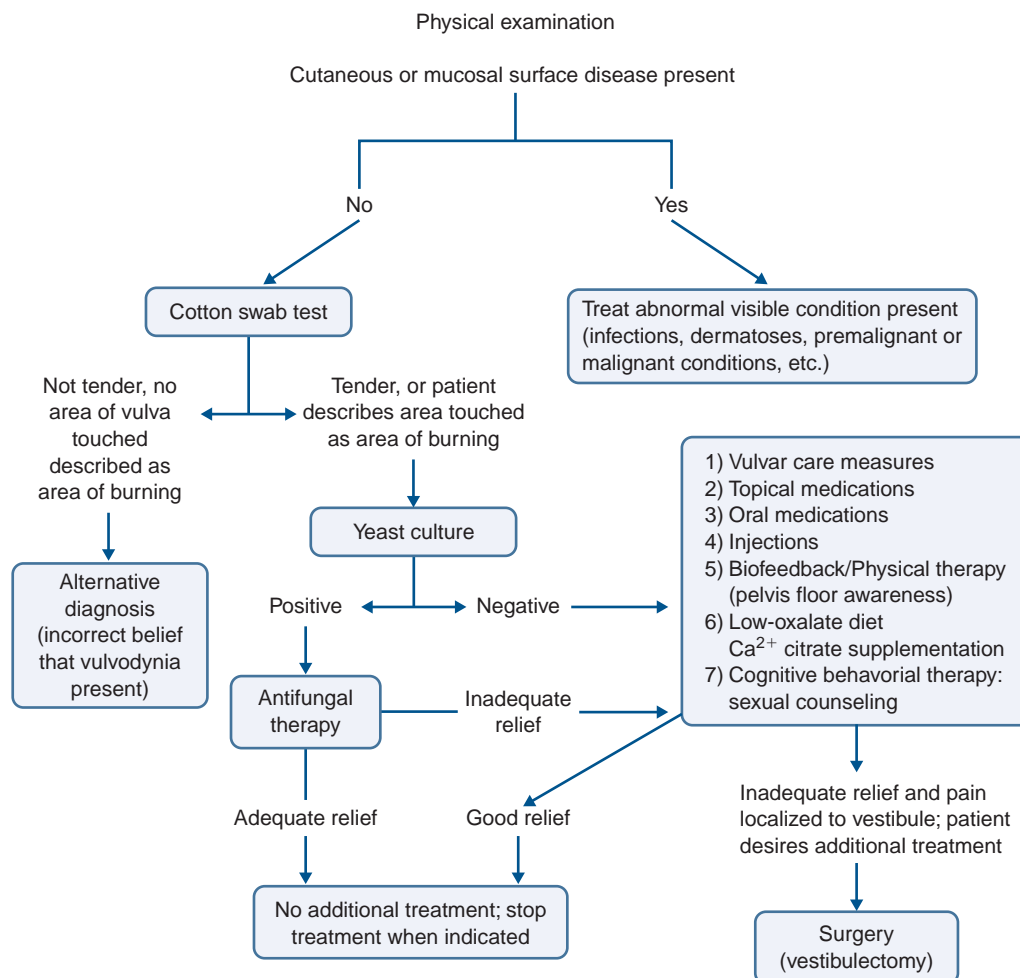 Physical examination
Cutaneous or mucosal surface disease present
No
Yes
Cotton swab test
Treat abnormal visible condition present
(infections, dermatoses, premalignant or
malignant conditions, etc.)
Not tender, no
area of vulva
touched
described as
area of burning
Tender, or patient
describes area touched
as area of burning
Alternative
diagnosis
(incorrect belief
that vulvodynia
present)
Yeast culture
Positive
Negative
1) Vulvar care measures
2) Topical medications
3) Oral medications
4) Injections
5) Biofeedback/Physical therapy
(pelvis floor awareness)
6) Low-oxalate diet
Ca²⁺ citrate supplementation
7) Cognitive behavorial therapy:
sexual counseling
Antifungal
therapy
Inadequate
relief
Adequate relief
Good relief
No additional treatment; stop
treatment when indicated
Inadequate relief and pain
localized to vestibule; patient
desires additional treatment
Surgery
(vestibulectomy)